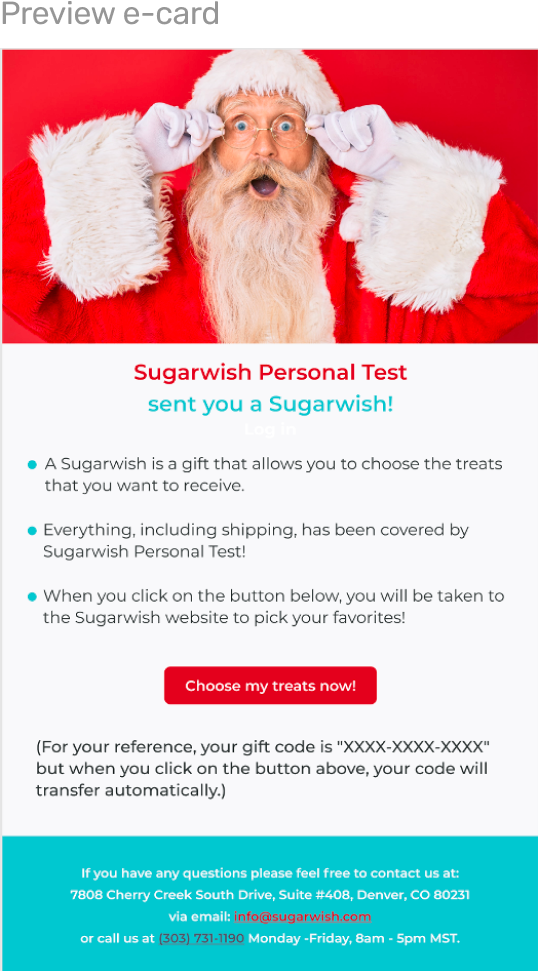 Preview e-card
Sugarwish Personal Test
sent you a Sugarwish!
Log in
A Sugarwish is a gift that allows you to choose the treats
that you want to receive.
Everything, including shipping, has been covered by
Sugarwish Personal Test!
When you click on the button below, you will be taken to
the Sugarwish website to pick your favorites!
Choose my treats now!
(For your reference, your gift code is "XXXX-XXXX-XXXX"
but when you click on the button above, your code will
transfer automatically.)
If you have any questions please feel free to contact us at:
7808 Cherry Creek South Drive, Suite #408, Denver, CO 80231
via email: info@sugarwish.com
or call us at (303) 731-1190 Monday -Friday, 8am - 5pm MST.